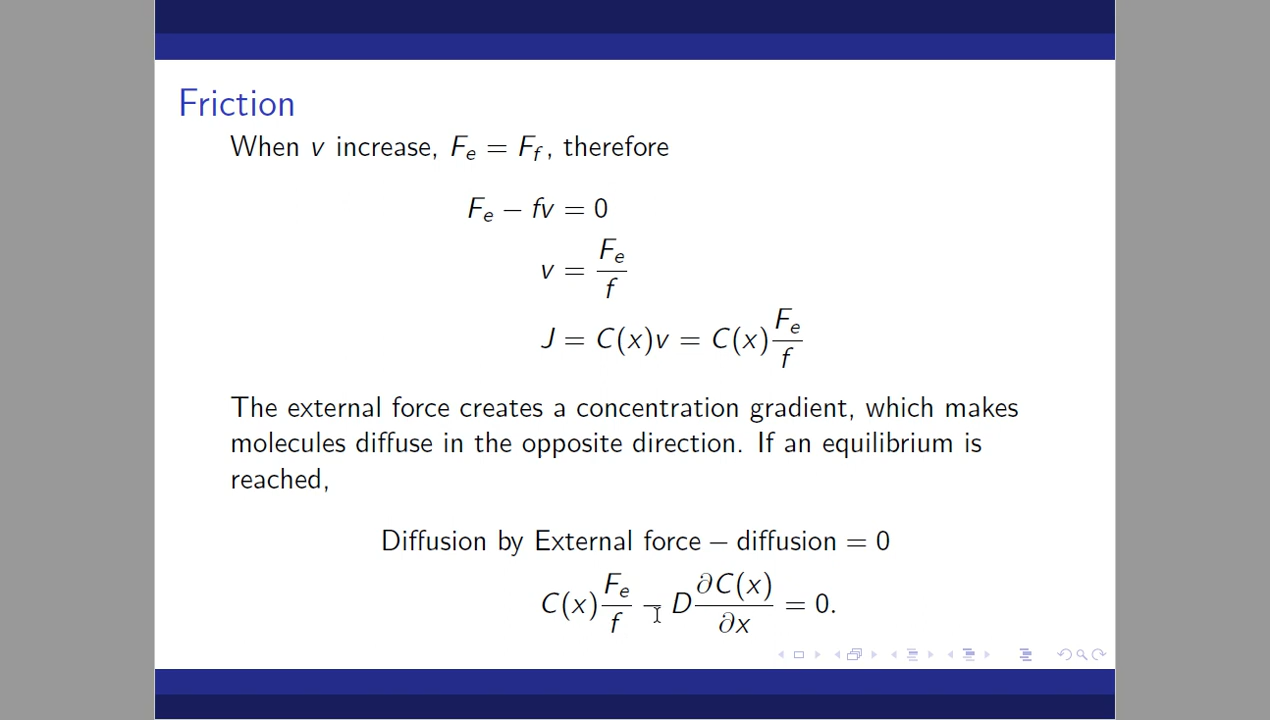 Friction
When v increase, F_e = F_f, therefore
F_e − fv = 0
v = F_e / f
J = C(x)v = C(x) F_e / f
The external force creates a concentration gradient, which makes
molecules diffuse in the opposite direction. If an equilibrium is
reached,
Diffusion by External force − diffusion = 0
C(x) F_e / f − D ∂C(x) / ∂x = 0.